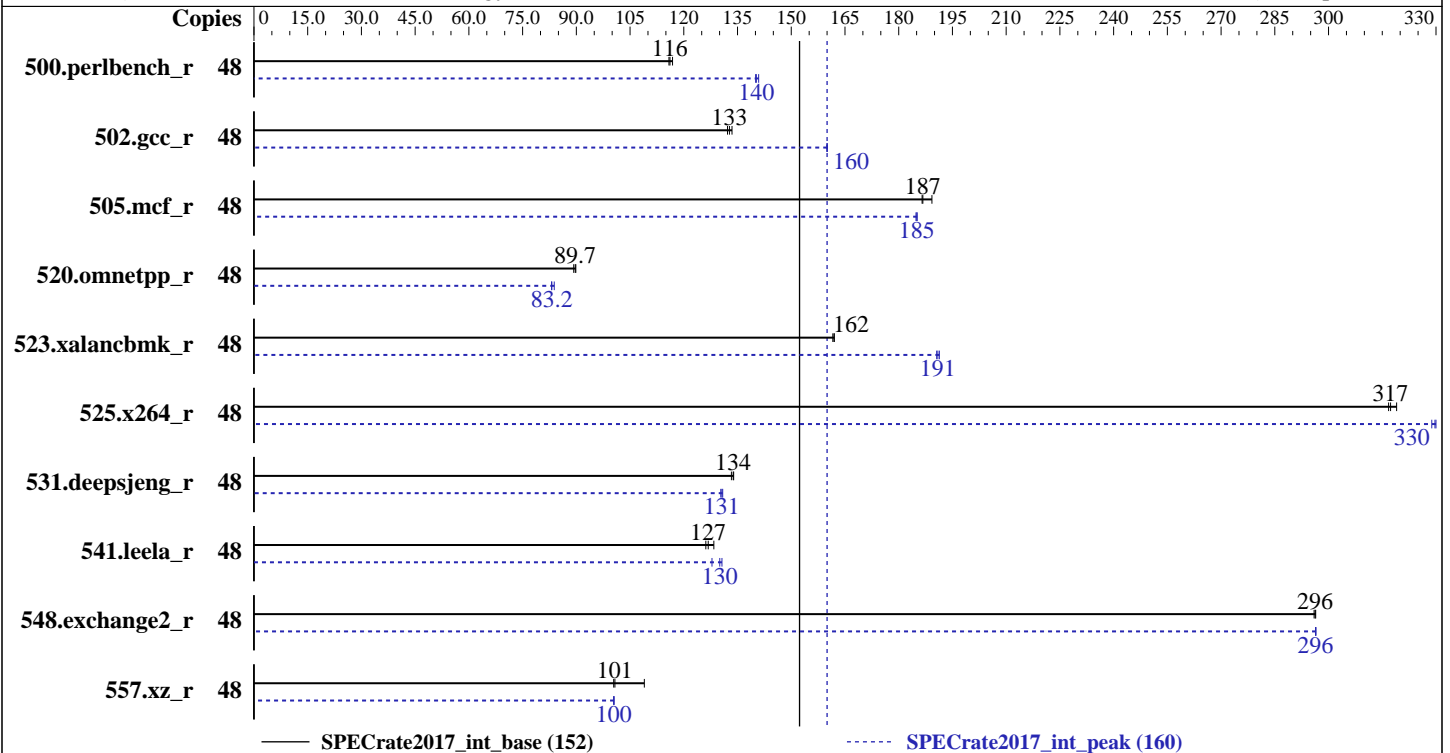 Copies 0 15.0 30.0 45.0 60.0 75.0 90.0 105 120 135 150 165 180 195 210 225 240 255 270 285 300 330
116
500.perlbench_r 48
140
133
502.gcc_r 48
160
187
505.mcf_r 48
185
89.7
520.omnetpp_r 48
83.2
162
523.xalancbmk_r 48
191
317
525.x264_r 48
330
134
531.deepsjeng_r 48
131
127
541.leela_r 48
130
296
548.exchange2_r 48
296
101
557.xz_r 48
100
SPECrate2017_int_base (152) SPECrate2017_int_peak (160)